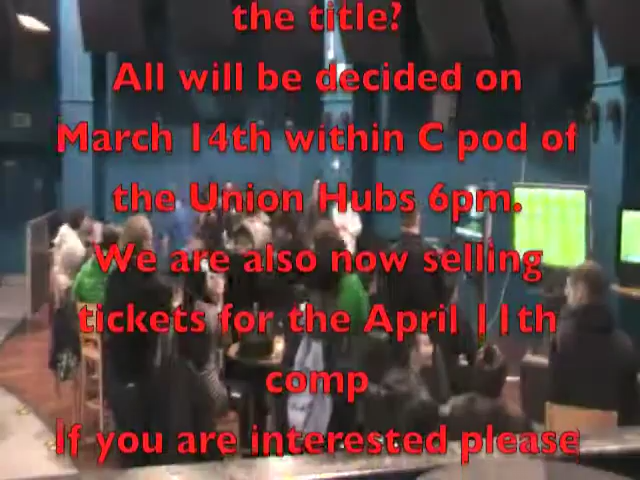 the title?
All will be decided on
March 14th within C pod of
the Union Hubs 6pm.
We are also now selling
tickets for the April 11th
comp
If you are interested please